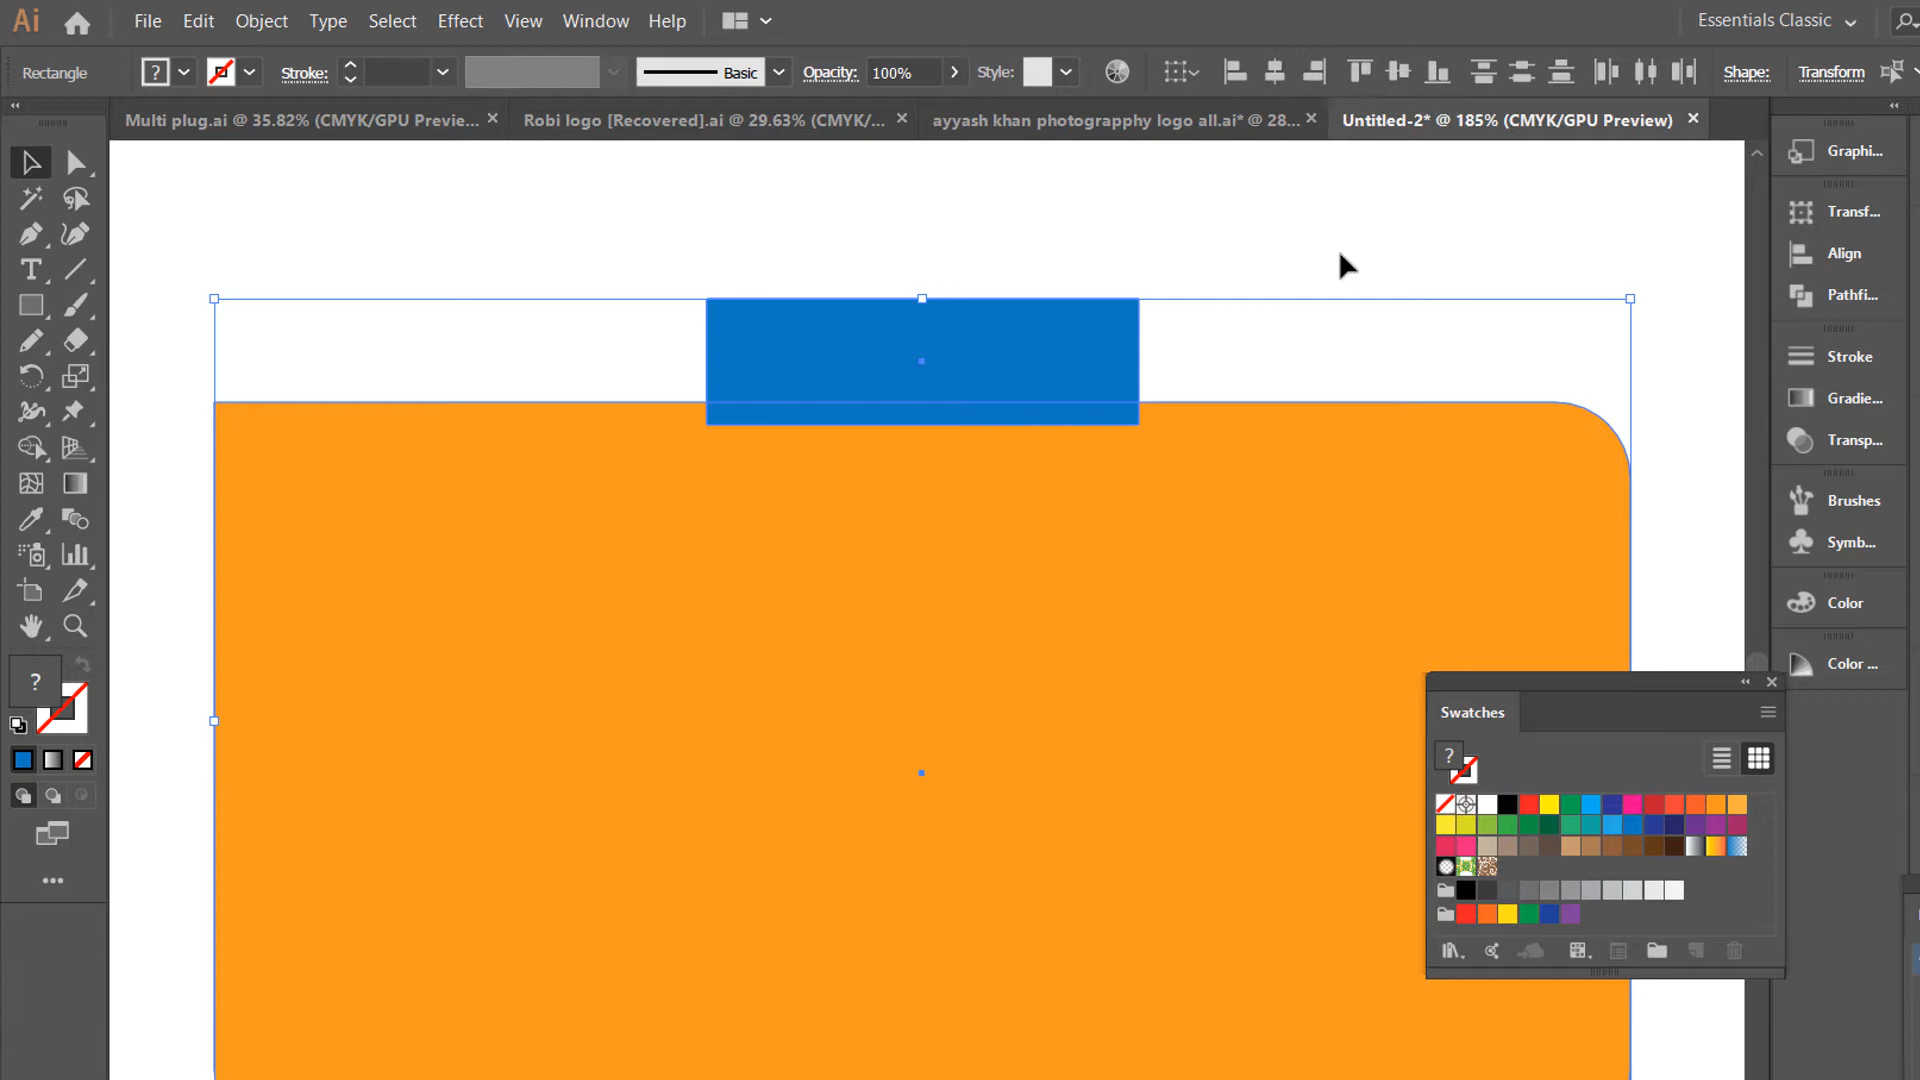 Ai File Edit Object Type Select Effect View Window Help Essentials Classic
Rectangle ? Stroke: Basic Opacity: 100% Style: Shape: Transform
Multi plug.ai @ 35.82% (CMYK/GPU Previe... × Robi logo [Recovered].ai @ 29.63% (CMYK/... × ayyash khan photograpphy logo all.ai* @ 28... × Untitled-2* @ 185% (CMYK/GPU Preview) ×
Graphi...
Transf...
Align
Pathfi...
Stroke
Gradie...
Transp...
Brushes
Symb...
Color
Color ...
?
Swatches
?